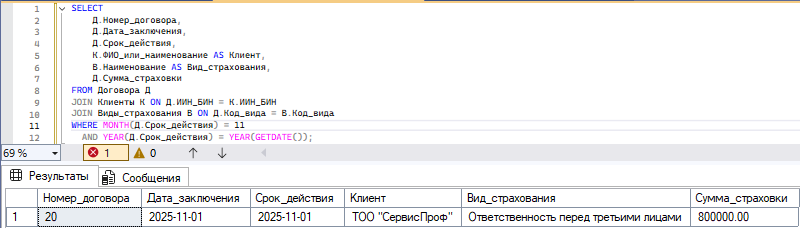 1 SELECT
2 Д.Номер_договора,
3 Д.Дата_заключения,
4 Д.Срок_действия,
5 К.ФИО_или_наименование AS Клиент,
6 В.Наименование AS Вид_страхования,
7 Д.Сумма_страховки
8 FROM Договора Д
9 JOIN Клиенты К ON Д.ИИН_БИН = К.ИИН_БИН
10 JOIN Виды_страхования В ON Д.Код_вида = В.Код_вида
11 WHERE MONTH(Д.Срок_действия) = 11
12 AND YEAR(Д.Срок_действия) = YEAR(GETDATE());
69 % 1 0
Результаты Сообщения
Номер_договора Дата_заключения Срок_действия Клиент Вид_страхования Сумма_страховки
1 20 2025-11-01 2025-11-01 ТОО "СервисПроф" Ответственность перед третьими лицами 800000.00